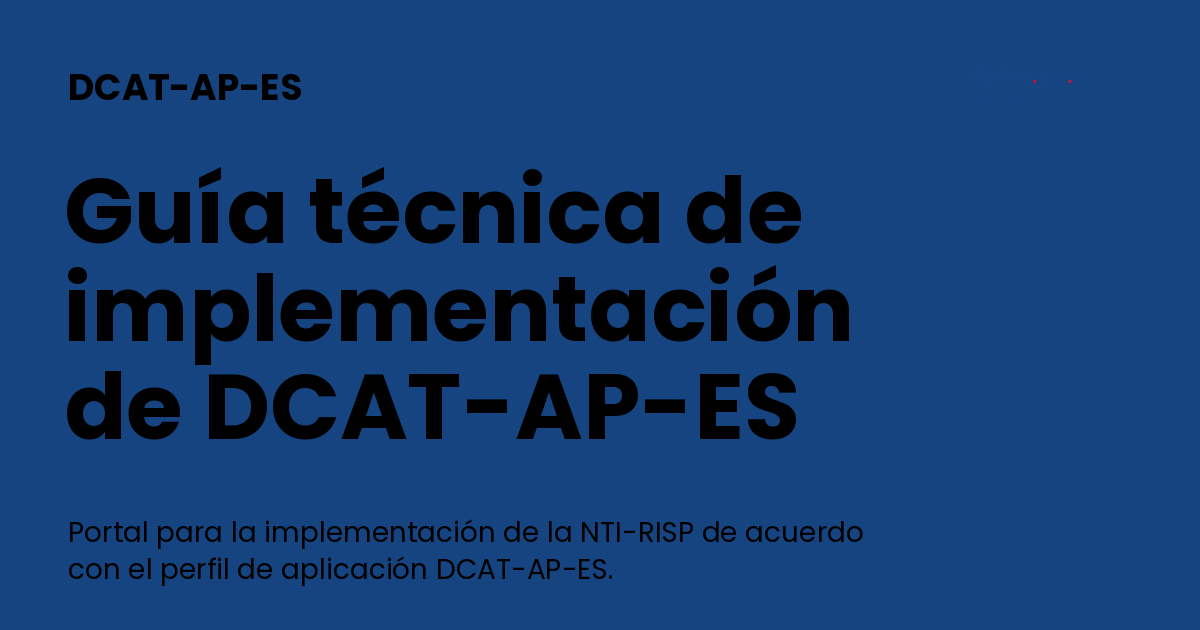 DCAT-AP-ES
Guía técnica de
implementación
de DCAT-AP-ES
Portal para la implementación de la NTI-RISP de acuerdo
con el perfil de aplicación DCAT-AP-ES.